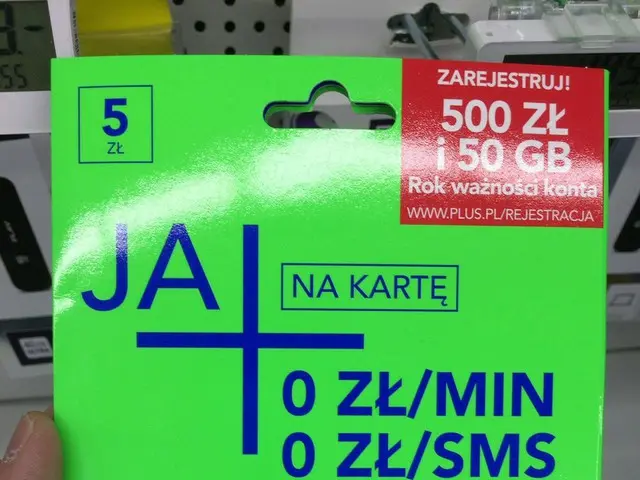 5
ZŁ
ZAREJESTRUJ!
500 ZŁ
i 50 GB
Rok ważności konta
WWW.PLUS.PL/REJESTRACJA
JA+
NA KARTĘ
0 ZŁ/MIN
0 ZŁ/SMS